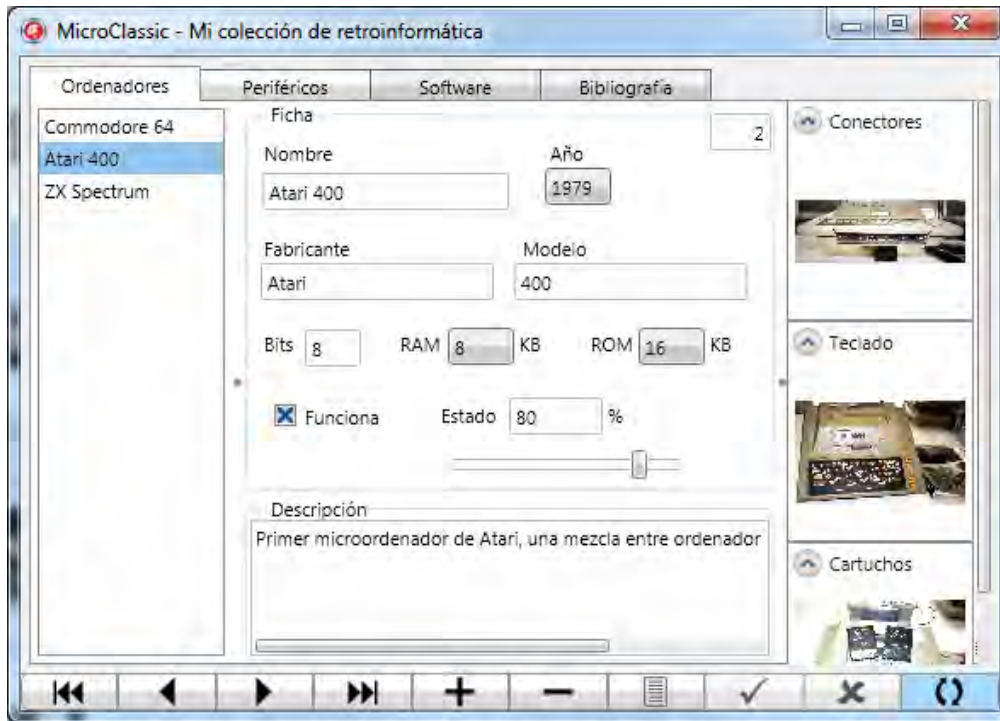 MicroClassic - Mi colección de retroinformática
Ordenadores
Periféricos
Software
Bibliografía
Commodore 64
Atari 400
ZX Spectrum
Ficha
2
Nombre
Año
Atari 400
1979
Fabricante
Modelo
Atari
400
Bits 8
RAM 8 KB
ROM 16 KB
Funciona
Estado 80 %
Descripción
Primer microordenador de Atari, una mezcla entre ordenador
Conectores
Teclado
Cartuchos